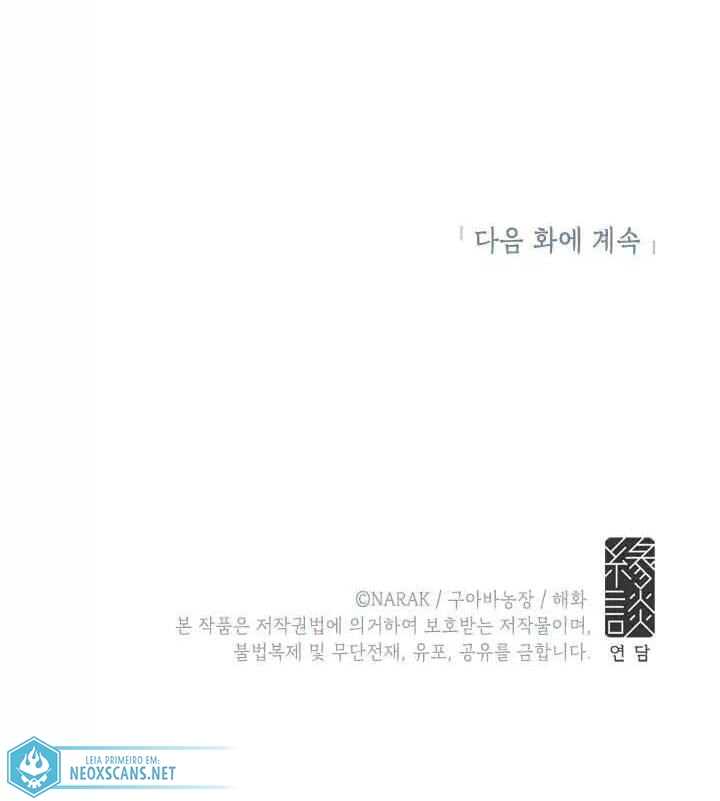 「 다음 화에 계속 」
©NARAK / 구아바농장 / 해화
본 작품은 저작권법에 의거하여 보호받는 저작물이며,
불법복제 및 무단전재, 유포, 공유를 금합니다.
緣談
연담
LEIA PRIMEIRO EM:
NEOXSCANS.NET